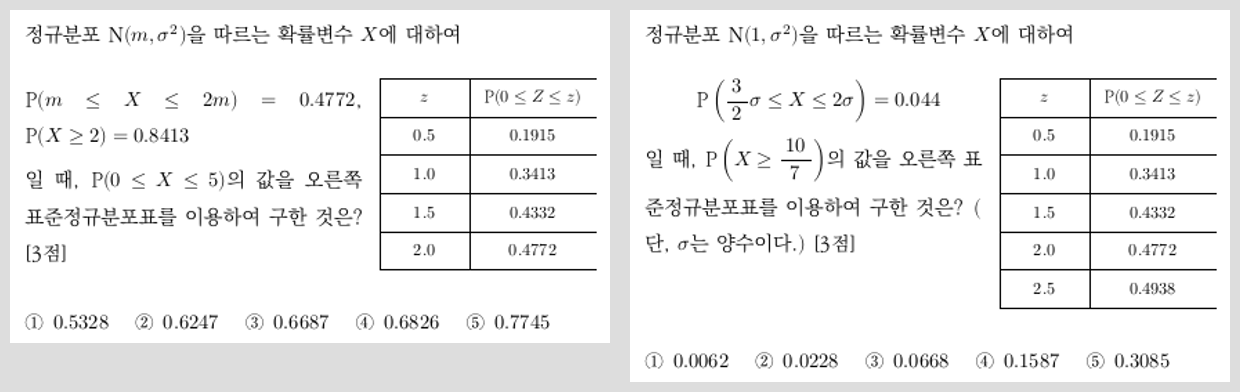 정규분포 N(m, σ²)을 따르는 확률변수 X에 대하여
P(m ≤ X ≤ 2m) = 0.4772,
P(X ≥ 2) = 0.8413
일 때, P(0 ≤ X ≤ 5)의 값을 오른쪽
표준정규분포표를 이용하여 구한 것은?
[3점]
z P(0 ≤ Z ≤ z)
0.5 0.1915
1.0 0.3413
1.5 0.4332
2.0 0.4772
① 0.5328 ② 0.6247 ③ 0.6687 ④ 0.6826 ⑤ 0.7745
정규분포 N(1, σ²)을 따르는 확률변수 X에 대하여
P(3/2 σ ≤ X ≤ 2σ) = 0.044
일 때, P(X ≥ 10/7)의 값을 오른쪽 표
준정규분포표를 이용하여 구한 것은? (
단, σ는 양수이다.) [3점]
z P(0 ≤ Z ≤ z)
0.5 0.1915
1.0 0.3413
1.5 0.4332
2.0 0.4772
2.5 0.4938
① 0.0062 ② 0.0228 ③ 0.0668 ④ 0.1587 ⑤ 0.3085